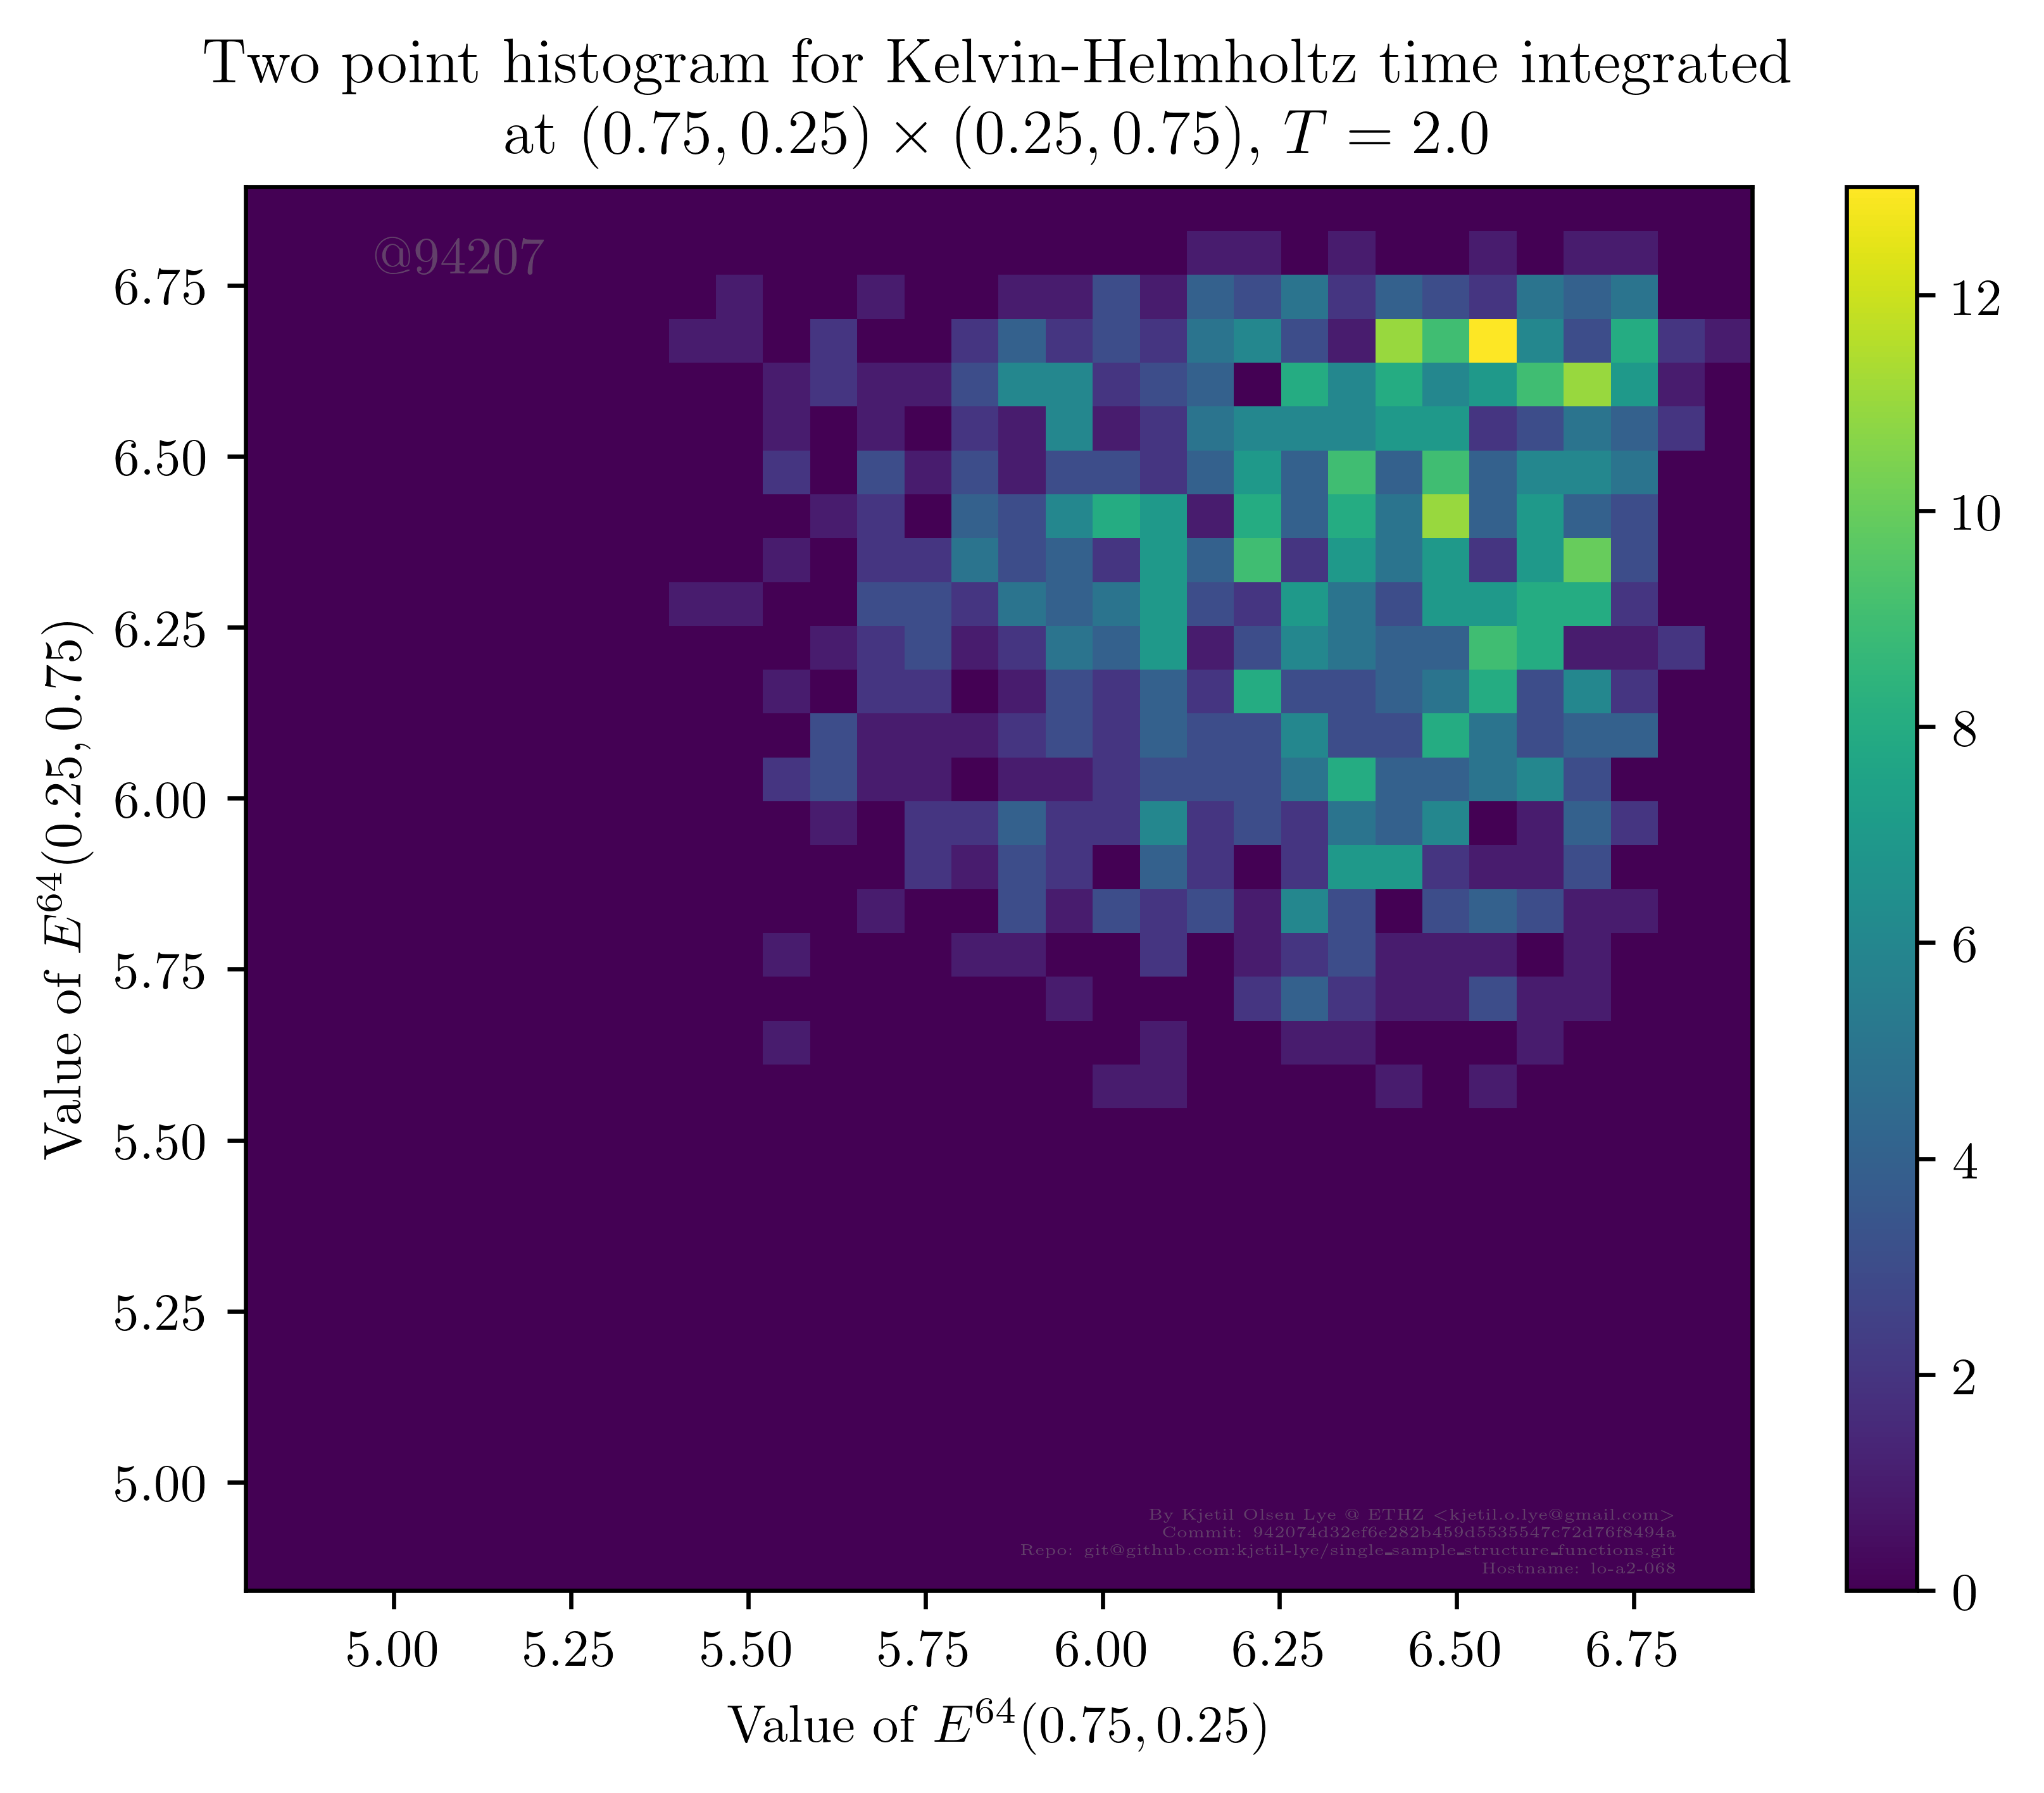 Two point histogram for Kelvin-Helmholtz time integrated
at (0.75, 0.25) × (0.25, 0.75), T = 2.0
@94207
6.75
6.50
6.25
6.00
5.75
5.50
5.25
5.00
Value of E^64(0.25, 0.75)
12
10
8
6
4
2
0
By Kjetil Olsen Lye @ ETHZ <kjetil.o.lye@gmail.com>
Commit: 942074d32ef6e282b459d5535547c72d76f8494a
Repo: git@github.com:kjetil-lye/single_sample_structure_functions.git
Hostname: lo-a2-068
5.00 5.25 5.50 5.75 6.00 6.25 6.50 6.75
Value of E^64(0.75, 0.25)